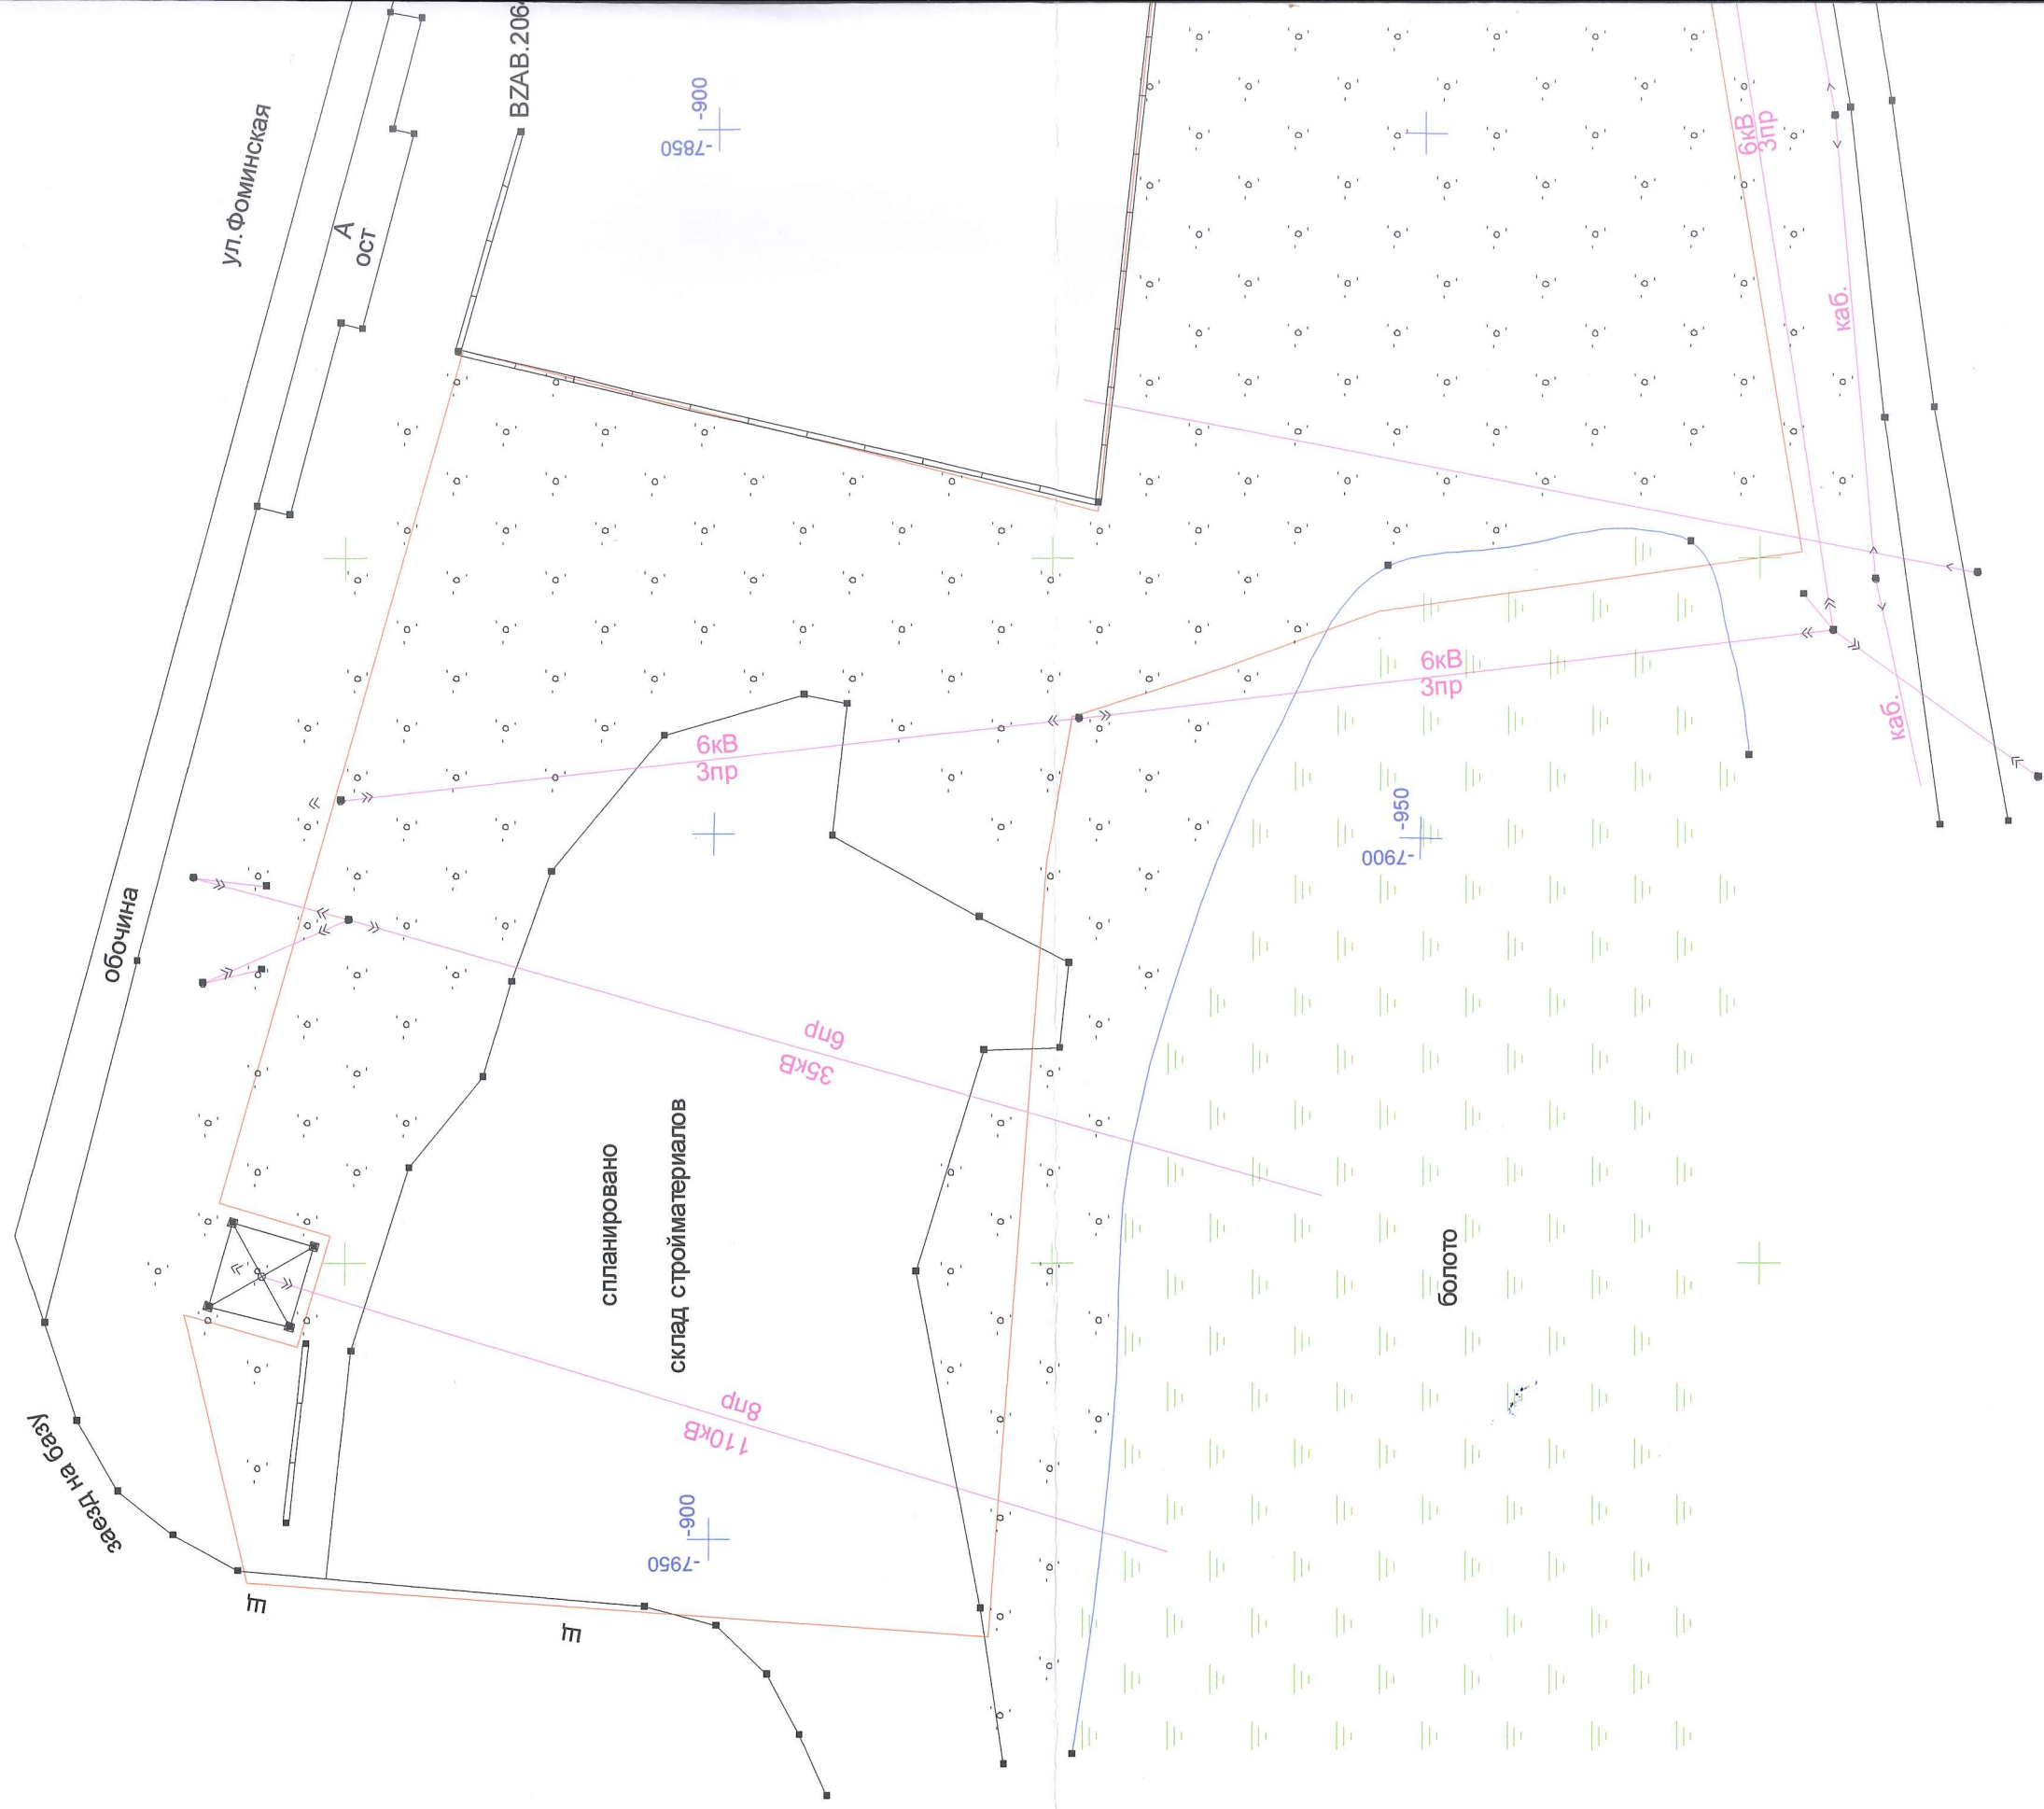 ул.Фоминская
А
ост
BZAB.206
-7850
-900
6кВ
3пр
каб.
6кВ
3пр
6кВ
3пр
каб.
обочина
-7900
-950
6пр
35кВ
спланировано
склад стройматериалов
болото
8пр
110кВ
заезд на базу
-7950
-900
Щ
Щ